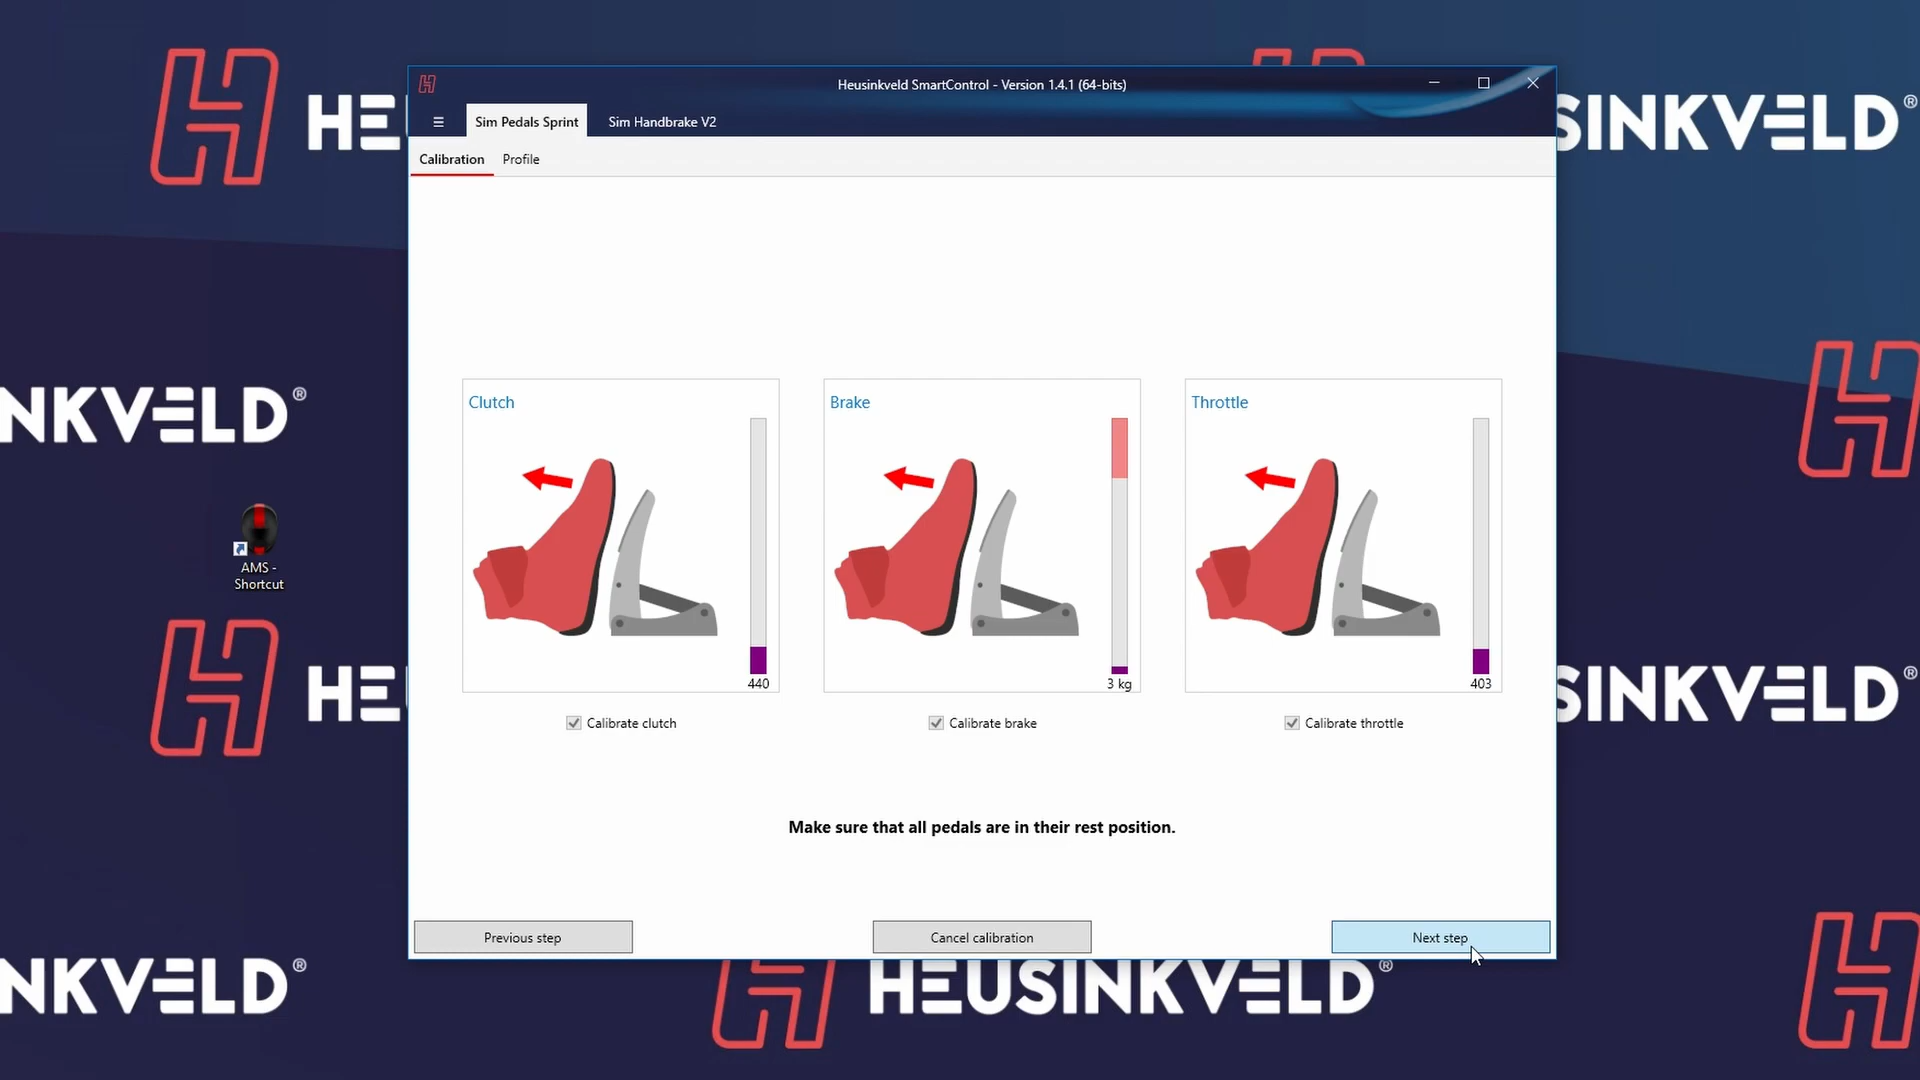 Heusinkveld SmartControl - Version 1.4.1 (64-bits)
HE
SINKVELD®
Sim Pedals Sprint
Sim Handbrake V2
Calibration
Profile
NKVELD®
Clutch
Brake
Throttle
AMS -
Shortcut
440
3 kg
403
HE
SINKVELD®
Calibrate clutch
Calibrate brake
Calibrate throttle
Make sure that all pedals are in their rest position.
Previous step
Cancel calibration
Next step
NKVELD®
HEUSINKVELD®